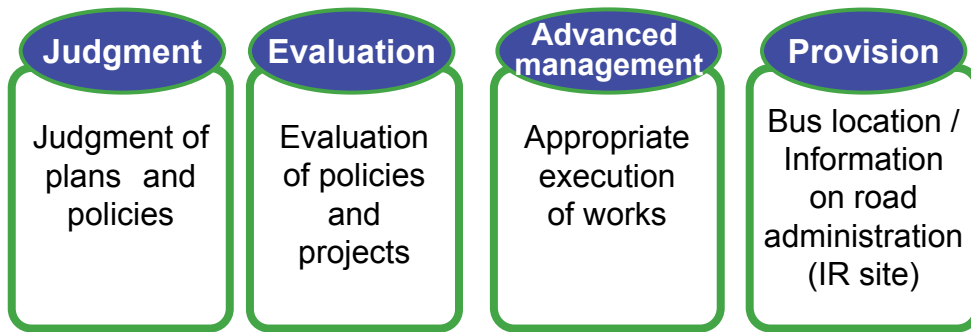 Judgment
Judgment of
plans and
policies
Evaluation
Evaluation
of policies
and
projects
Advanced
management
Appropriate
execution
of works
Provision
Bus location /
Information
on road
administration
(IR site)